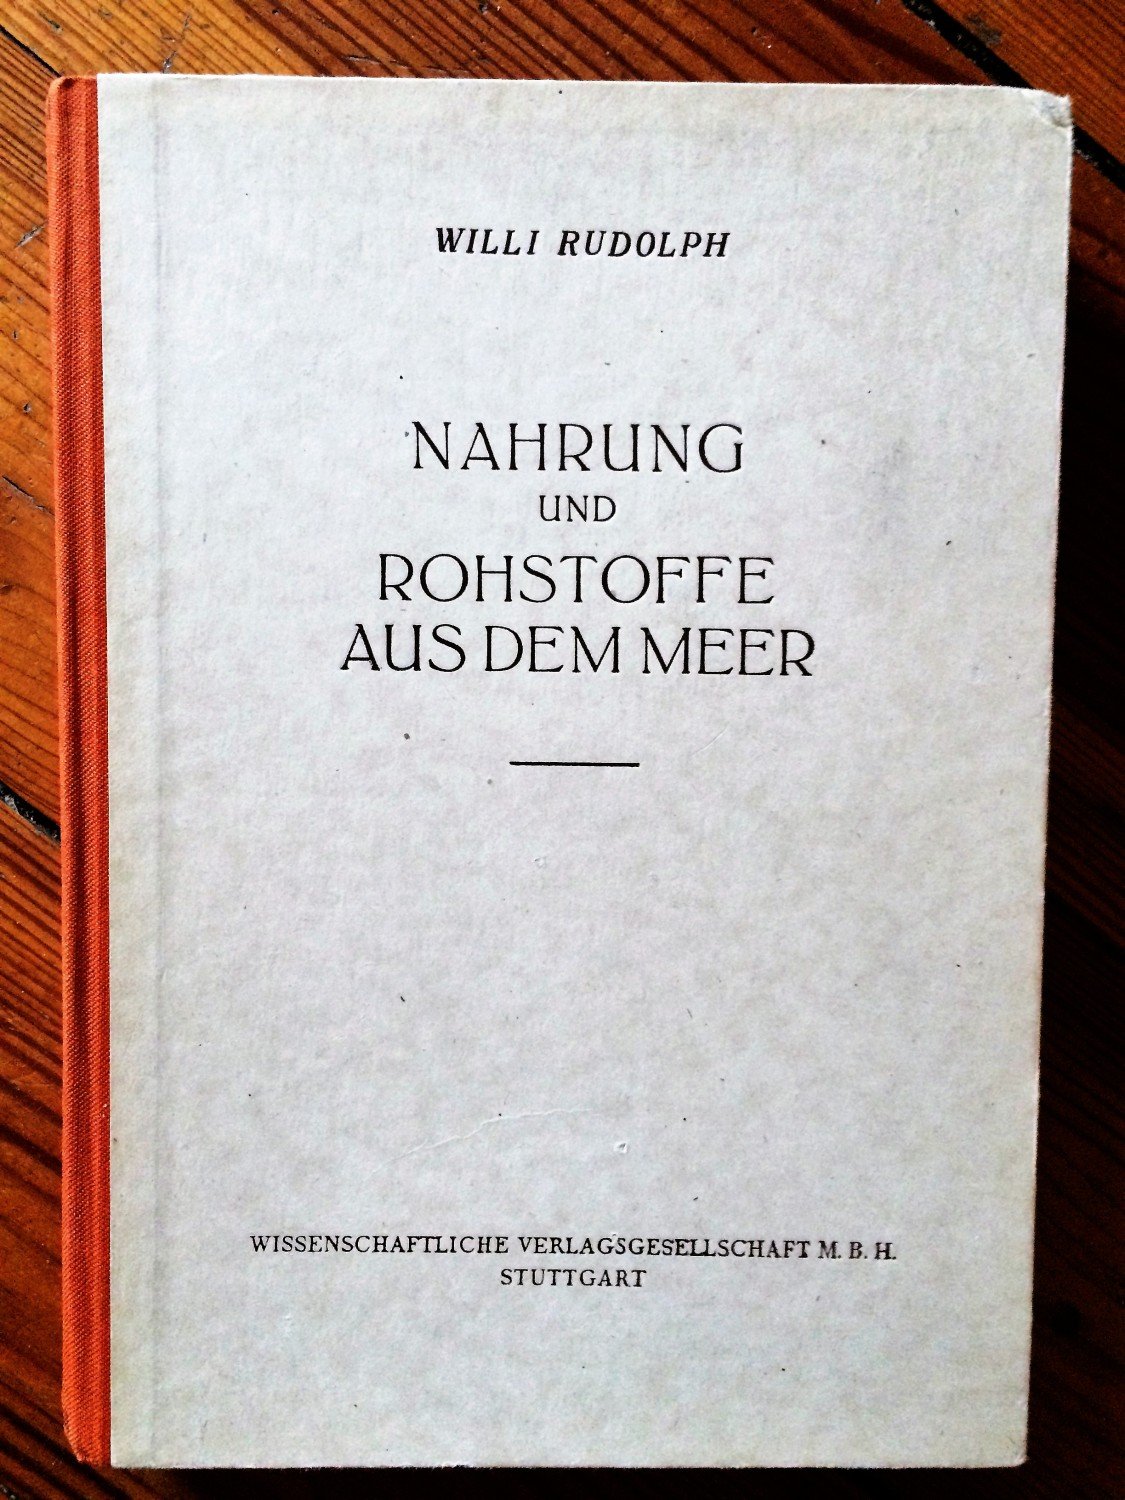 WILLI RUDOLPH
NAHRUNG
UND
ROHSTOFFE
AUS DEM MEER
WISSENSCHAFTLICHE VERLAGSGESELLSCHAFT M. B. H.
STUTTGART